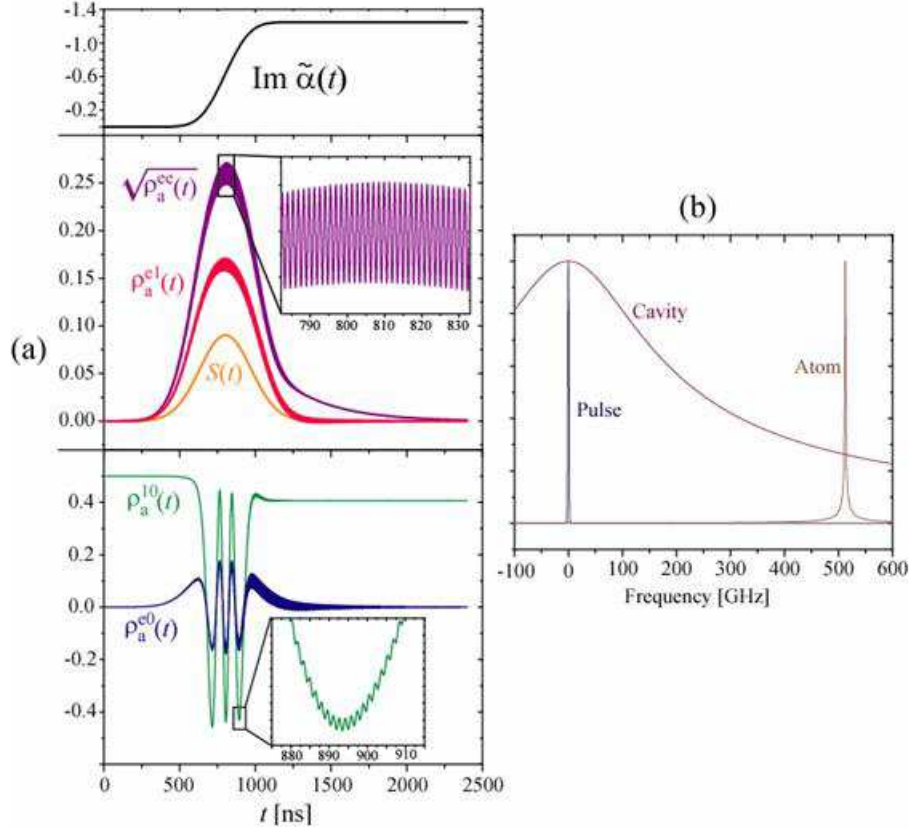 -1.4
-1.0
-0.6
-0.2
Im α̃(t)
0.25
0.20
0.15
0.10
0.05
0.00
√ρₐᵉᵉ(t)
ρₐᵉ¹(t)
S(t)
790 800 810 820 830
(a)
0.4
0.2
0.0
-0.2
-0.4
ρₐ¹⁰(t)
ρₐᵉ⁰(t)
880 890 900 910
0 500 1000 1500 2000 2500
t [ns]
(b)
Cavity
Atom
Pulse
-100 0 100 200 300 400 500 600
Frequency [GHz]